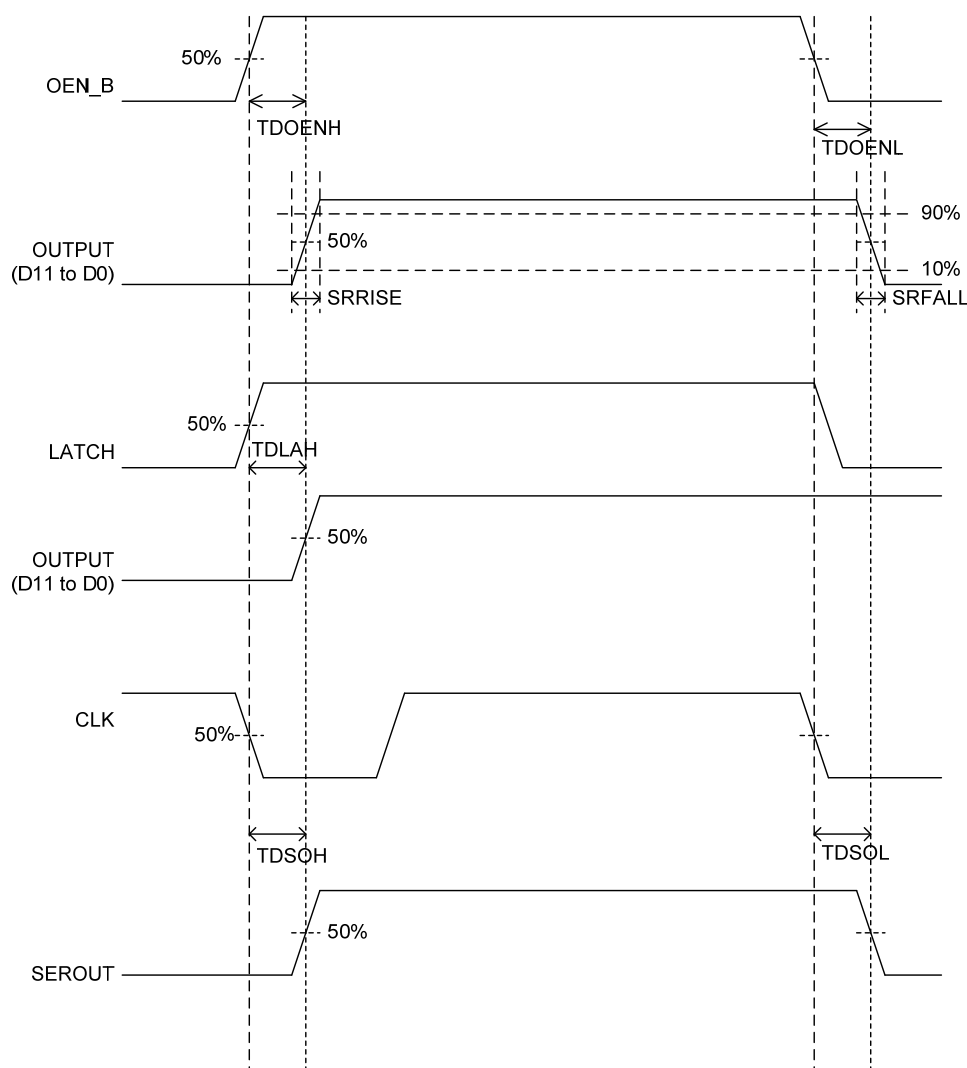 50%
OEN_B
TDOENH
TDOENL
90%
50%
OUTPUT
(D11 to D0)
10%
SRRISE
SRFALL
50%
LATCH
TDLAH
50%
OUTPUT
(D11 to D0)
CLK
50%
TDSOH
TDSOL
50%
SEROUT